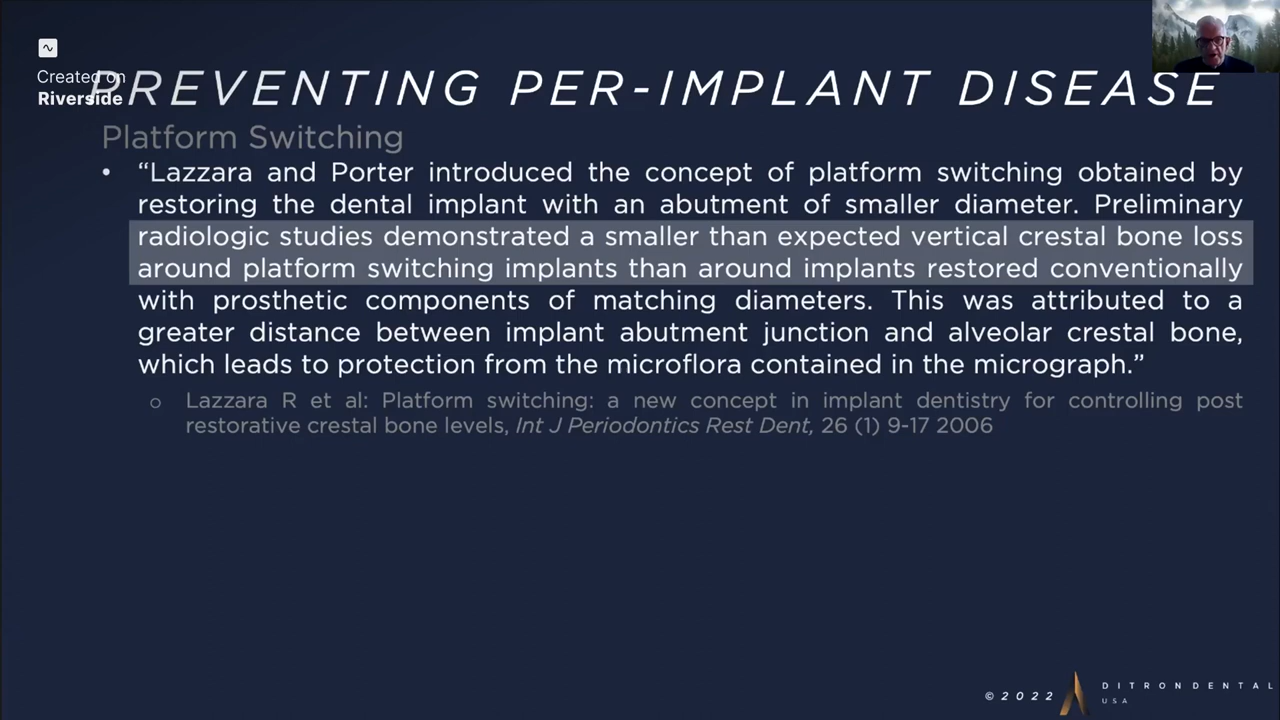 Created on
Riverside
PREVENTING PER-IMPLANT DISEASE
Platform Switching
• “Lazzara and Porter introduced the concept of platform switching obtained by
restoring the dental implant with an abutment of smaller diameter. Preliminary
radiologic studies demonstrated a smaller than expected vertical crestal bone loss
around platform switching implants than around implants restored conventionally
with prosthetic components of matching diameters. This was attributed to a
greater distance between implant abutment junction and alveolar crestal bone,
which leads to protection from the microflora contained in the micrograph.”
○ Lazzara R et al: Platform switching: a new concept in implant dentistry for controlling post
restorative crestal bone levels, Int J Periodontics Rest Dent, 26 (1) 9-17 2006
©2022
DITRONDENTAL
USA